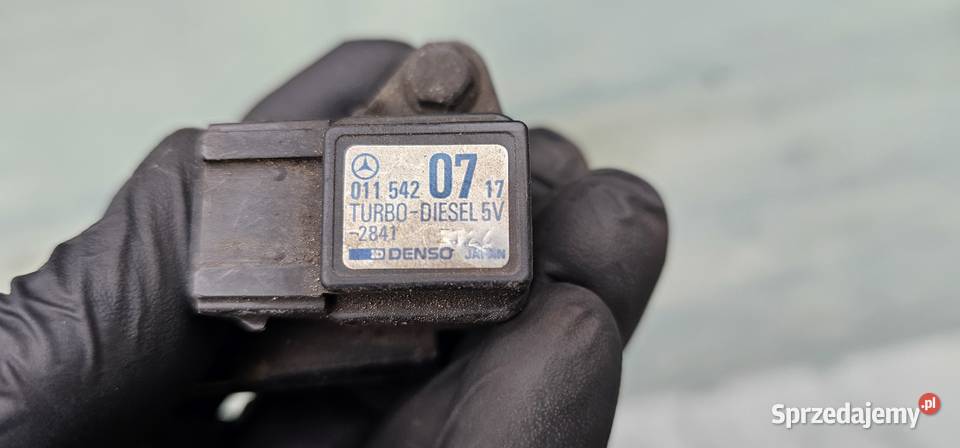 011 542 07 17
TURBO-DIESEL 5V
-2841
DENSO JAPAN
Sprzedajemy.pl